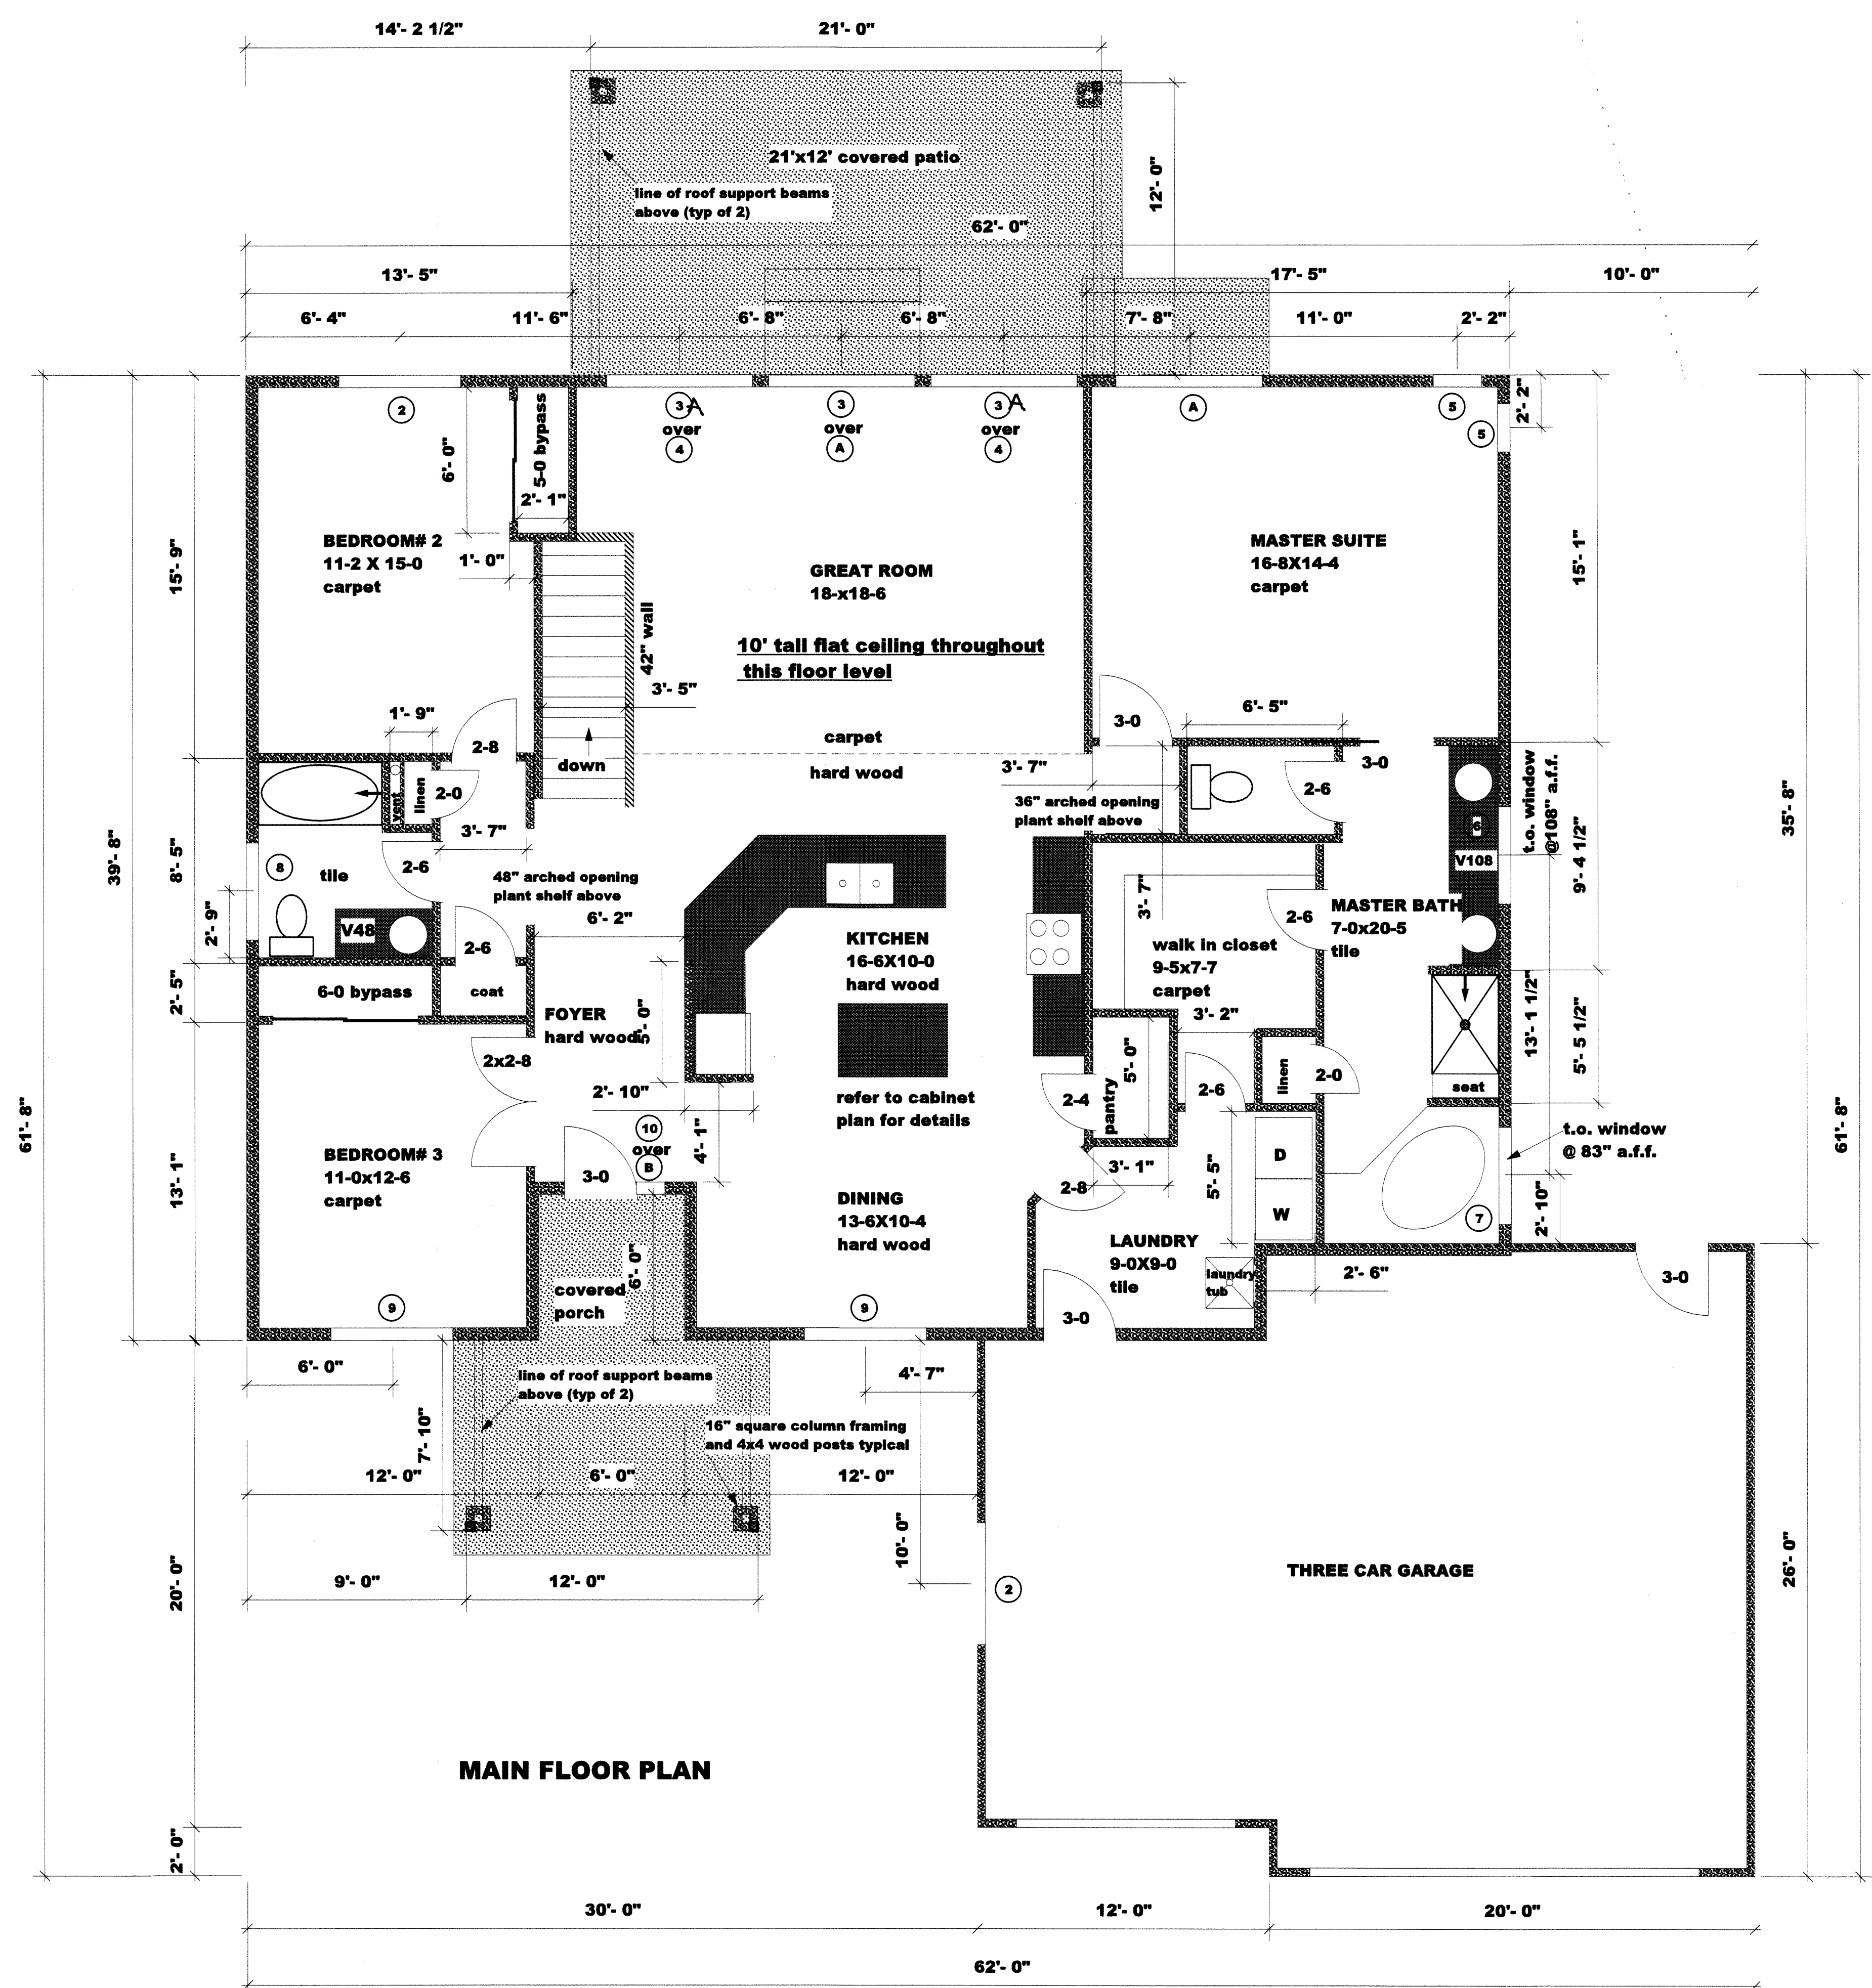 14'- 2 1/2"
21'- 0"
21'x12' covered patio
12'- 0"
line of roof support beams
above (typ of 2)
62'- 0"
13'- 5"
17'- 5"
10'- 0"
6'- 4"
11'- 6"
6'- 8"
6'- 8"
7'- 8"
11'- 0"
2'- 2"
2
5-0 bypass
3 A
over
4
3
over
A
3 A
over
4
A
5
5
2'- 2"
6'- 0"
2'- 1"
BEDROOM# 2
11-2 X 15-0
carpet
1'- 0"
GREAT ROOM
18-x18-6
MASTER SUITE
16-8X14-4
carpet
15'- 9"
15'- 1"
42" wall
10' tall flat ceiling throughout
this floor level
3'- 5"
1'- 9"
2-8
down
carpet
hard wood
3-0
6'- 5"
3-0
3'- 7"
2-6
vent
linen
2-0
3'- 7"
36" arched opening
plant shelf above
t.o. window
@108" a.f.f.
6
V108
35'- 8"
39'- 8"
8'- 5"
8
tile
2-6
48" arched opening
plant shelf above
6'- 2"
9'- 4 1/2"
2'- 9"
V48
2-6
3'- 7"
2-6
MASTER BATH
7-0x20-5
tile
KITCHEN
16-6X10-0
hard wood
walk in closet
9-5x7-7
carpet
2'- 5"
6-0 bypass
coat
FOYER
hard wood
5'- 0"
3'- 2"
13'- 1 1/2"
5'- 5 1/2"
2x2-8
2'- 10"
refer to cabinet
plan for details
2-4
pantry
5'- 0"
2-6
linen
2-0
seat
61'- 8"
61'- 8"
10
over
B
4'- 1"
t.o. window
@ 83" a.f.f.
BEDROOM# 3
11-0x12-6
carpet
13'- 1"
3-0
DINING
13-6X10-4
hard wood
3'- 1"
2-8
5'- 5"
D
W
7
2'- 10"
LAUNDRY
9-0X9-0
tile
laundry
tub
2'- 6"
3-0
6'- 0"
covered
porch
9
9
3-0
6'- 0"
line of roof support beams
above (typ of 2)
4'- 7"
7'- 10"
16" square column framing
and 4x4 wood posts typical
12'- 0"
6'- 0"
12'- 0"
10'- 0"
9'- 0"
12'- 0"
2
THREE CAR GARAGE
20'- 0"
26'- 0"
MAIN FLOOR PLAN
2'- 0"
30'- 0"
12'- 0"
20'- 0"
62'- 0"